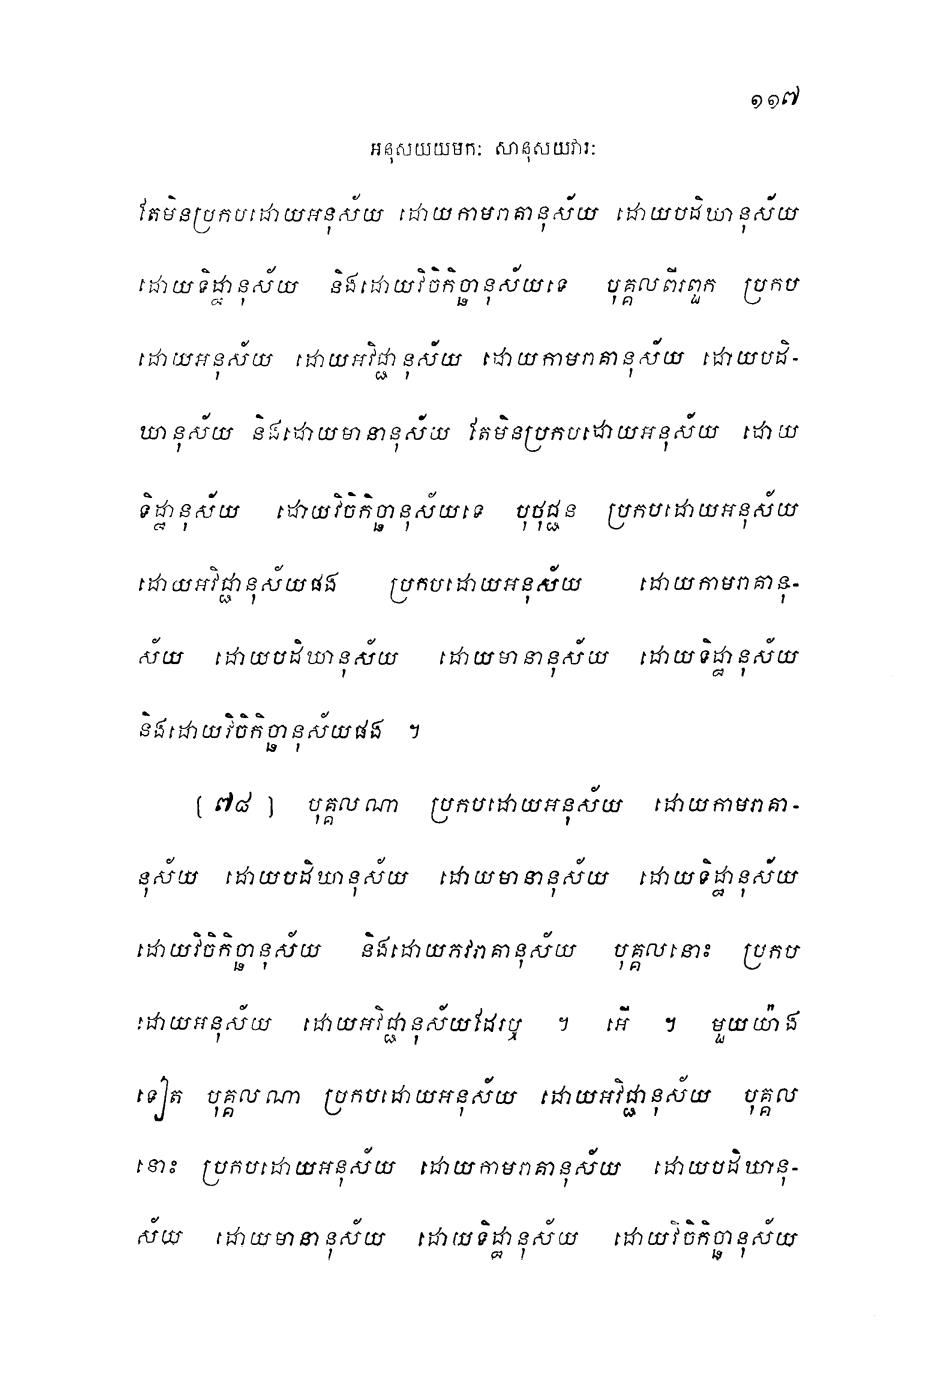 ១១៧
អនុសយយមកៈ សានុសយវារៈ
តែមិនប្រកបដោយអនុស័យ ដោយកាមរាគានុស័យ ដោយបដិឃានុស័យ
ដោយទិដ្ឋានុស័យ និងដោយវិចិកិច្ឆានុស័យទេ បុគ្គលពីរពួក ប្រកប
ដោយអនុស័យ ដោយអវិជ្ជានុស័យ ដោយកាមរាគានុស័យ ដោយបដិ-
ឃានុស័យ និងដោយមានានុស័យ តែមិនប្រកបដោយអនុស័យ ដោយ
ទិដ្ឋានុស័យ ដោយវិចិកិច្ឆានុស័យទេ បុថុជ្ជន ប្រកបដោយអនុស័យ
ដោយអវិជ្ជានុស័យផង ប្រកបដោយអនុស័យ ដោយកាមរាគានុ-
ស័យ ដោយបដិឃានុស័យ ដោយមានានុស័យ ដោយទិដ្ឋានុស័យ
និងដោយវិចិកិច្ឆានុស័យផង ។
(៧៨) បុគ្គលណា ប្រកបដោយអនុស័យ ដោយកាមរាគា-
នុស័យ ដោយបដិឃានុស័យ ដោយមានានុស័យ ដោយទិដ្ឋានុស័យ
ដោយវិចិកិច្ឆានុស័យ និងដោយភវរាគានុស័យ បុគ្គលនោះ ប្រកប
ដោយអនុស័យ ដោយអវិជ្ជានុស័យដែរឬ ។ អើ ។ មួយយ៉ាង
ទៀត បុគ្គលណា ប្រកបដោយអនុស័យ ដោយអវិជ្ជានុស័យ បុគ្គល
នោះ ប្រកបដោយអនុស័យ ដោយកាមរាគានុស័យ ដោយបដិឃានុ-
ស័យ ដោយមានានុស័យ ដោយទិដ្ឋានុស័យ ដោយវិចិកិច្ឆានុស័យ